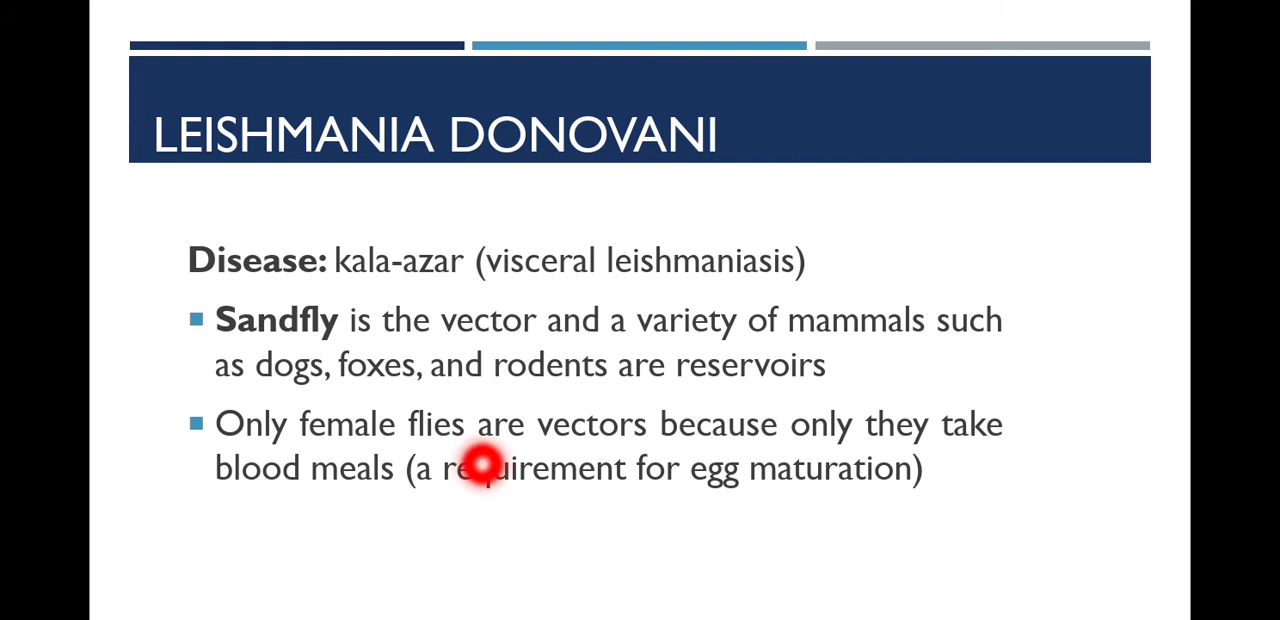 LEISHMANIA DONOVANI
Disease: kala-azar (visceral leishmaniasis)
Sandfly is the vector and a variety of mammals such
as dogs, foxes, and rodents are reservoirs
Only female flies are vectors because only they take
blood meals (a requirement for egg maturation)